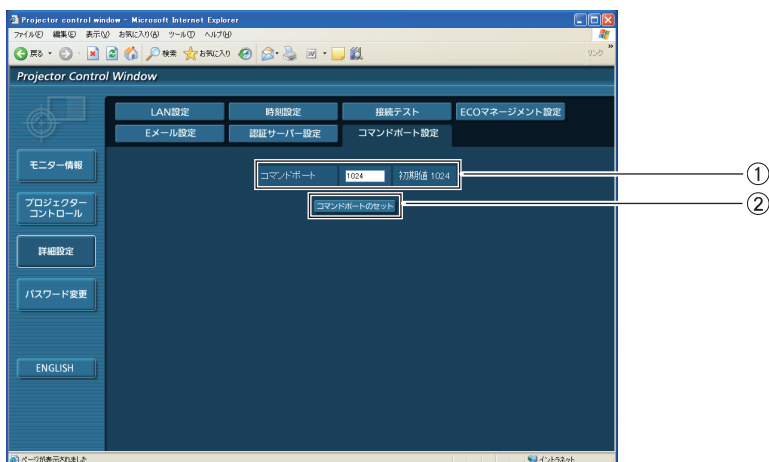 Projector control window - Microsoft Internet Explorer
ファイル(F) 編集(E) 表示(V) お気に入り(A) ツール(T) ヘルプ(H)
戻る 検索 お気に入り リンク »
Projector Control Window
LAN設定 時刻設定 接続テスト ECOマネージメント設定
Eメール設定 認証サーバー設定 コマンドポート設定
モニター情報
コマンドポート 1024 初期値 1024 ①
プロジェクター
コントロール
コマンドポートのセット ②
詳細設定
パスワード変更
ENGLISH
ページが表示されました イントラネット